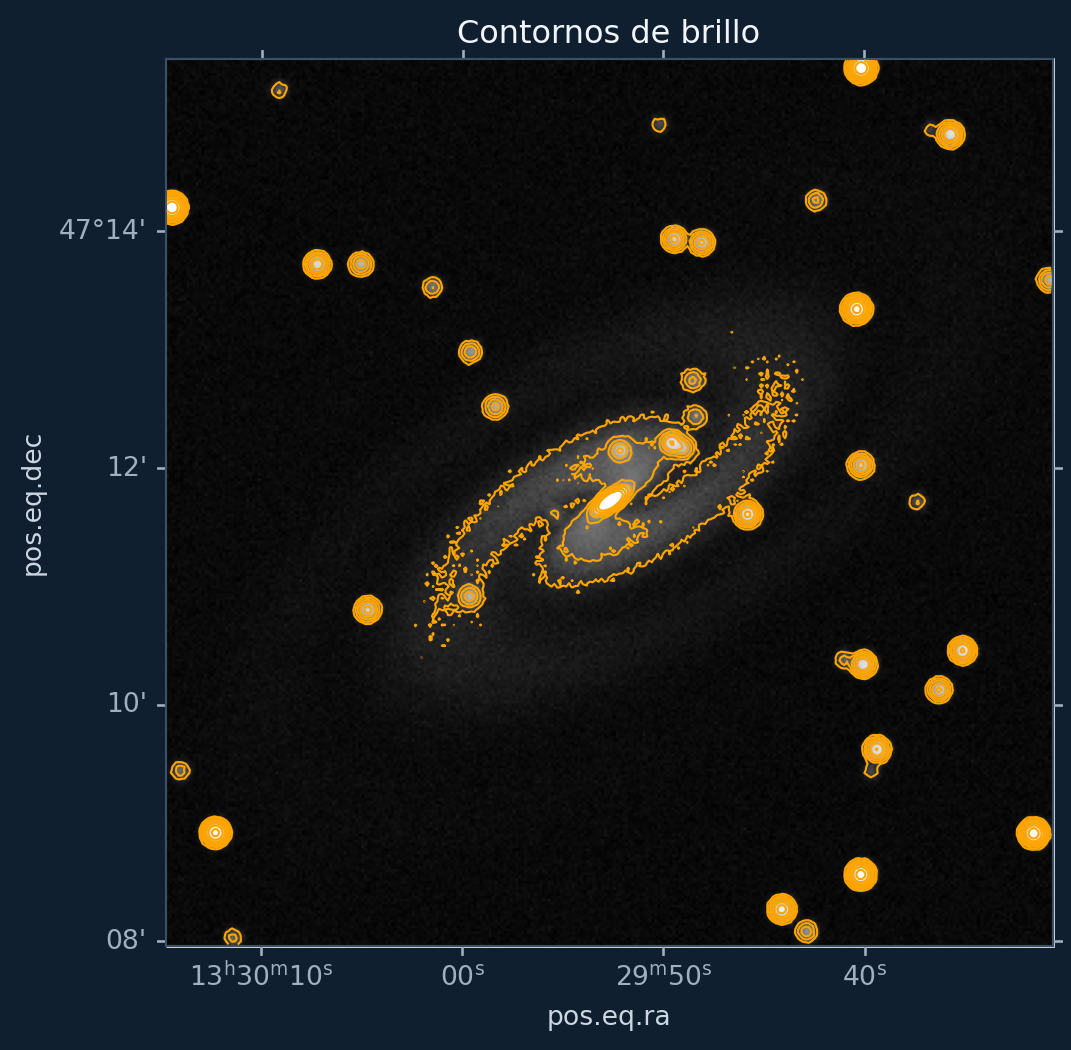 Contornos de brillo
pos.eq.dec
47°14'
12'
10'
08'
13ʰ30ᵐ10ˢ 00ˢ 29ᵐ50ˢ 40ˢ
pos.eq.ra